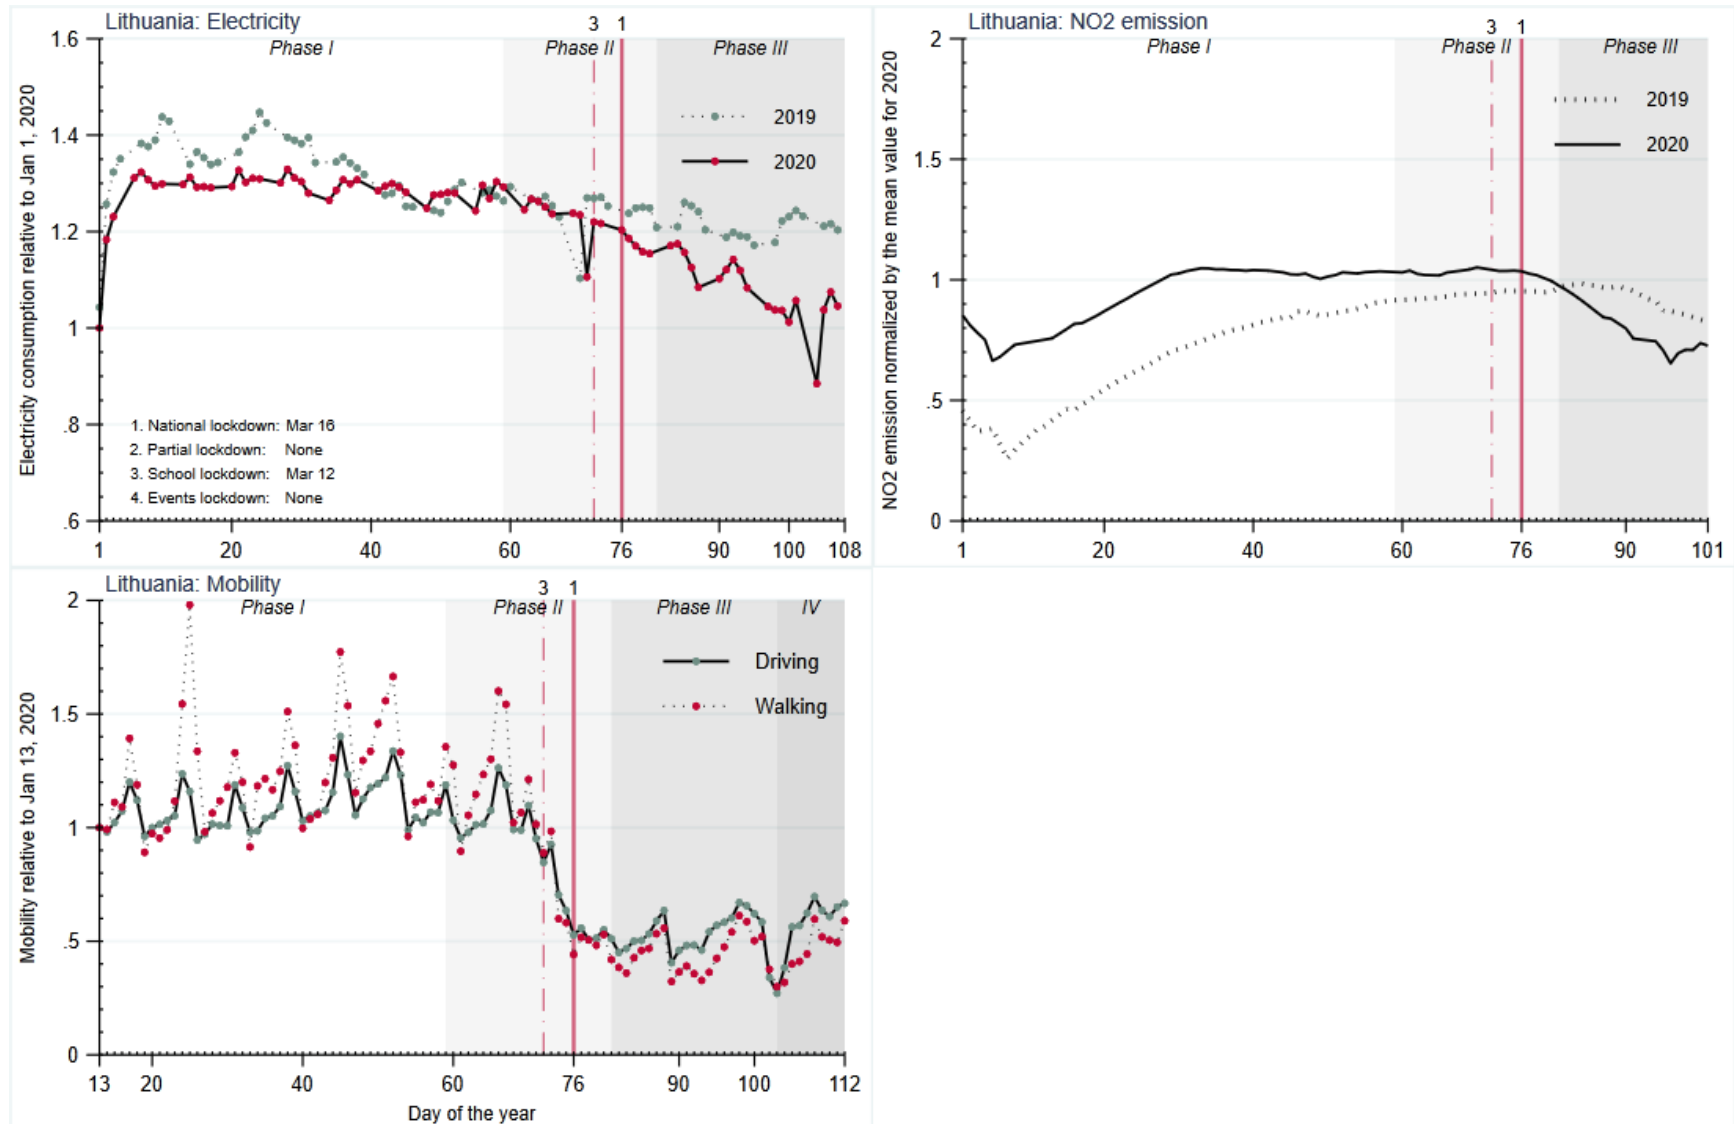 Lithuania: Electricity
3 1
Phase I Phase II Phase III
1.6
1.4
1.2
1
.8
.6
Electricity consumption relative to Jan 1, 2020
2019
2020
1. National lockdown: Mar 16
2. Partial lockdown: None
3. School lockdown: Mar 12
4. Events lockdown: None
1 20 40 60 76 90 100 108
Lithuania: NO2 emission
3 1
Phase I Phase II Phase III
2
1.5
1
.5
0
NO2 emission normalized by the mean value for 2020
2019
2020
1 20 40 60 76 90 101
Lithuania: Mobility
3 1
Phase I Phase II Phase III IV
2
1.5
1
.5
0
Mobility relative to Jan 13, 2020
Driving
Walking
13 20 40 60 76 90 100 112
Day of the year